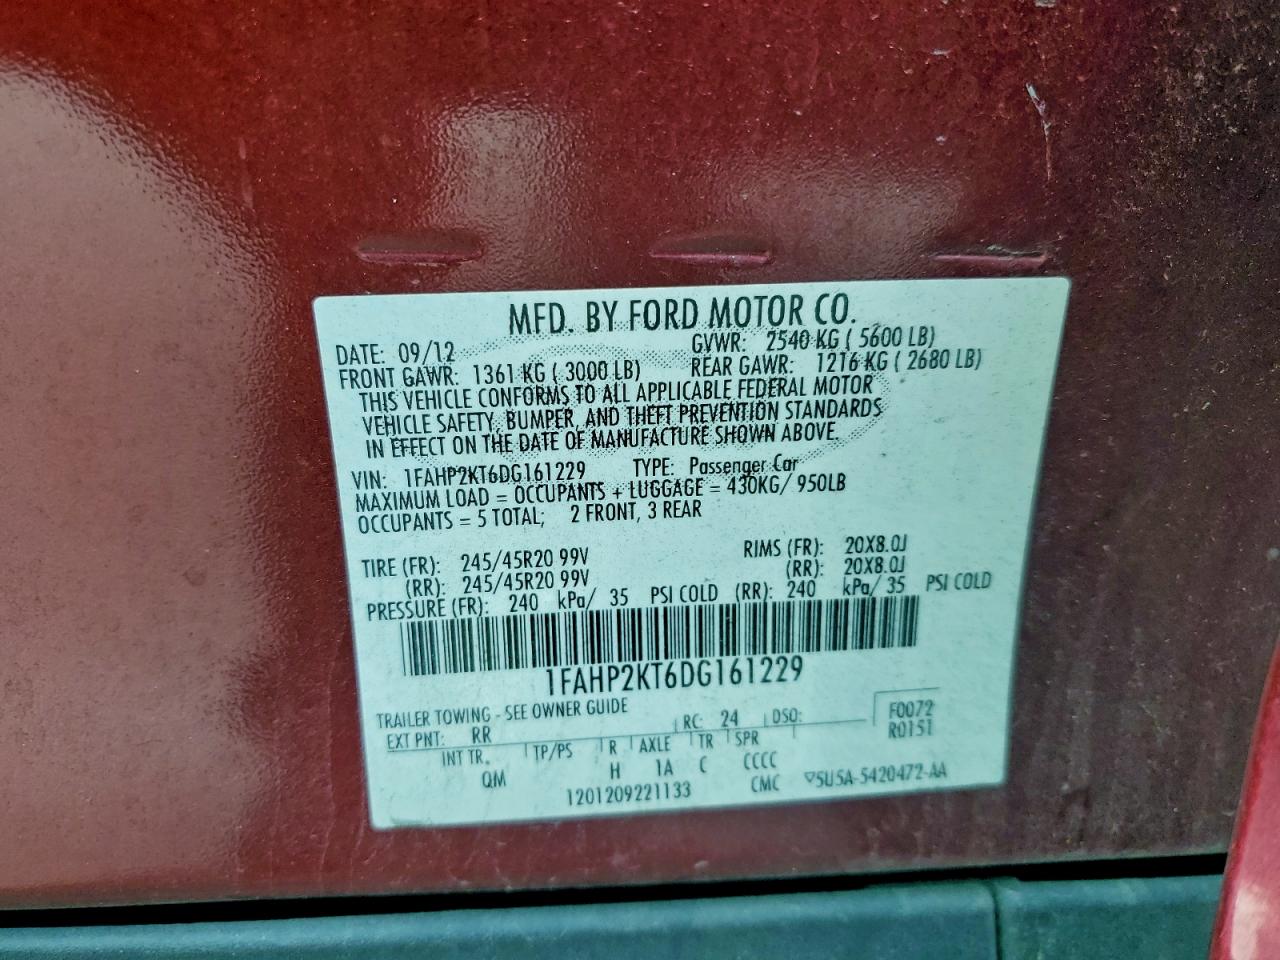 MFD. BY FORD MOTOR CO.
DATE: 09/12 GVWR: 2540 KG ( 5600 LB)
FRONT GAWR: 1361 KG ( 3000 LB) REAR GAWR: 1216 KG ( 2680 LB)
THIS VEHICLE CONFORMS TO ALL APPLICABLE FEDERAL MOTOR
VEHICLE SAFETY, BUMPER, AND THEFT PREVENTION STANDARDS
IN EFFECT ON THE DATE OF MANUFACTURE SHOWN ABOVE.
VIN: 1FAHP2KT6DG161229 TYPE: Passenger Car
MAXIMUM LOAD = OCCUPANTS + LUGGAGE = 430KG/ 950LB
OCCUPANTS = 5 TOTAL; 2 FRONT, 3 REAR
TIRE (FR): 245/45R20 99V RIMS (FR): 20X8.0J
(RR): 245/45R20 99V (RR): 20X8.0J
PRESSURE (FR): 240 kPa/ 35 PSI COLD (RR): 240 kPa/ 35 PSI COLD
1FAHP2KT6DG161229
TRAILER TOWING - SEE OWNER GUIDE
EXT PNT: RR RC: 24 DSO: F0072
R0151
INT TR. TP/PS R AXLE TR SPR
QM H 1A C CCCC
1201209221133 CMC ▽5U5A-5420472-AA